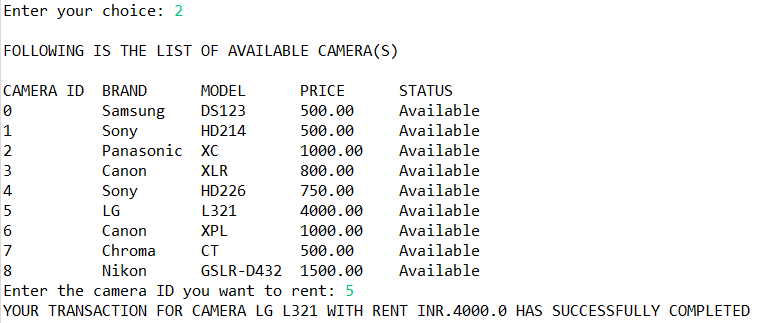 Enter your choice: 2
FOLLOWING IS THE LIST OF AVAILABLE CAMERA(S)
CAMERA ID BRAND MODEL PRICE STATUS
0 Samsung DS123 500.00 Available
1 Sony HD214 500.00 Available
2 Panasonic XC 1000.00 Available
3 Canon XLR 800.00 Available
4 Sony HD226 750.00 Available
5 LG L321 4000.00 Available
6 Canon XPL 1000.00 Available
7 Chroma CT 500.00 Available
8 Nikon GSLR-D432 1500.00 Available
Enter the camera ID you want to rent: 5
YOUR TRANSACTION FOR CAMERA LG L321 WITH RENT INR.4000.0 HAS SUCCESSFULLY COMPLETED